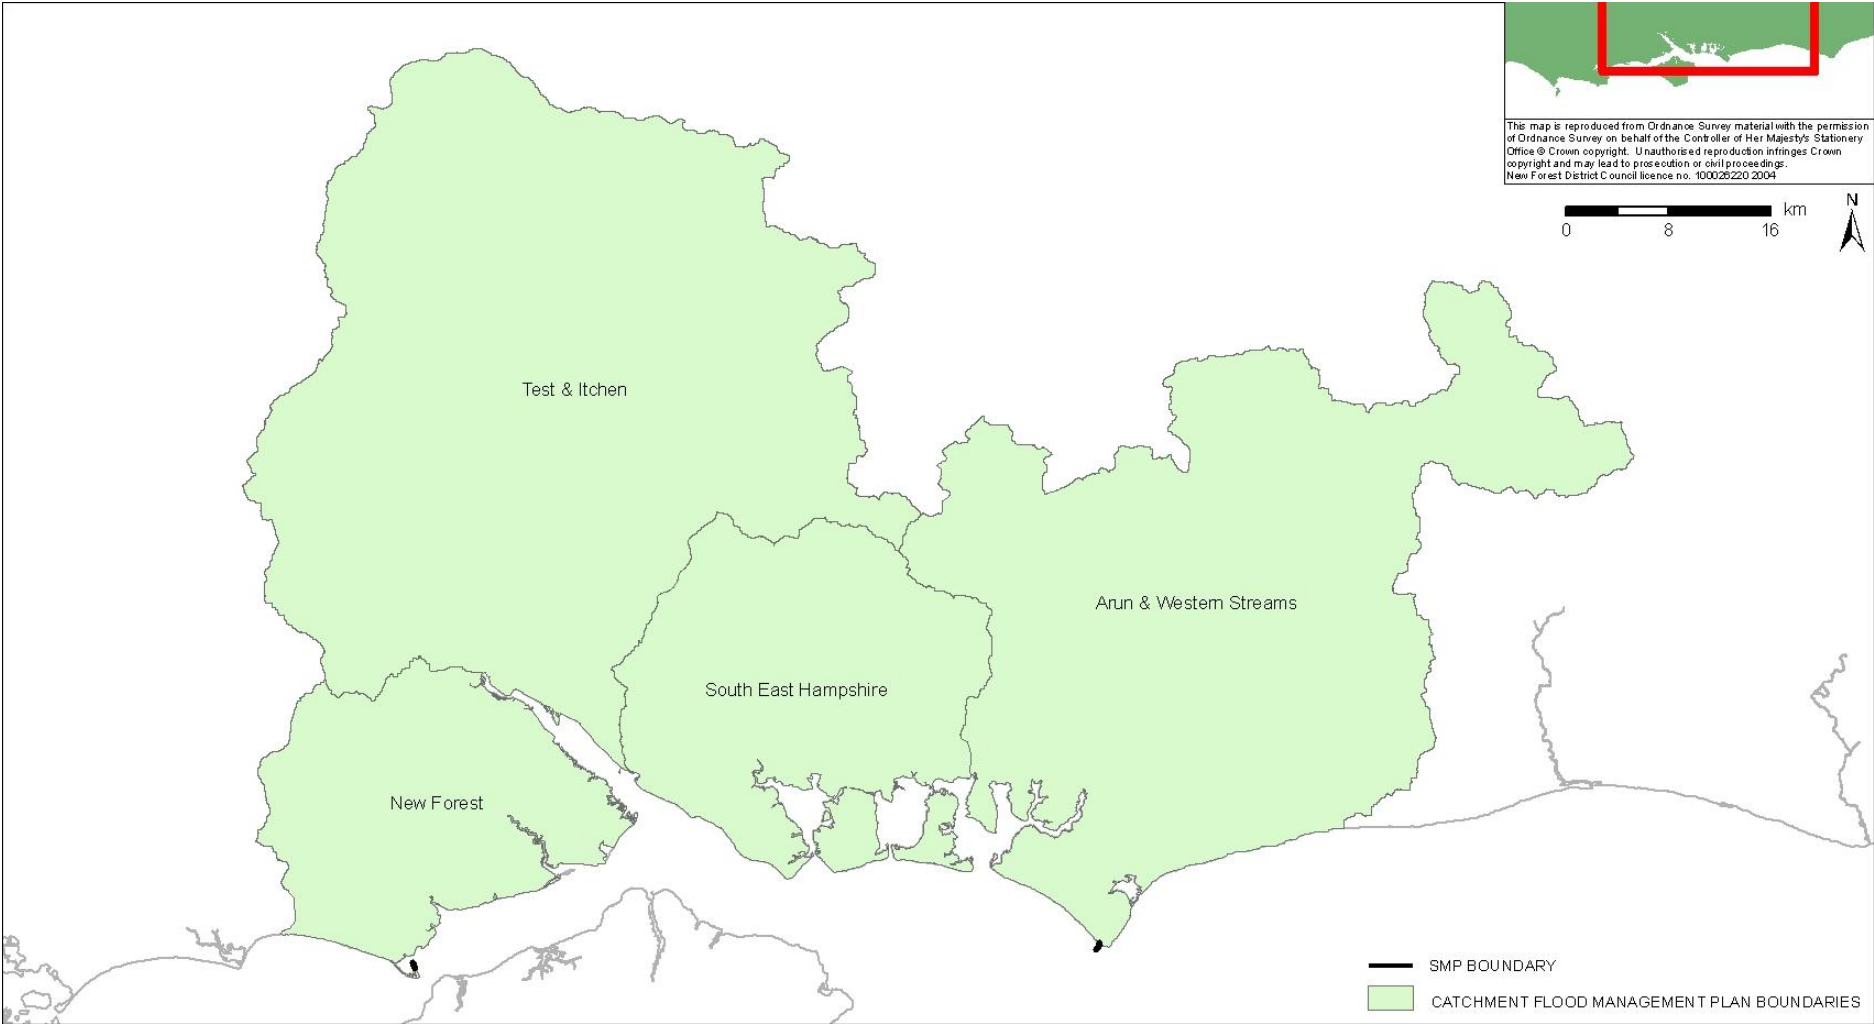 This map is reproduced from Ordnance Survey material with the permission
of Ordnance Survey on behalf of the Controller of Her Majesty's Stationery
Office © Crown copyright. Unauthorised reproduction infringes Crown
copyright and may lead to prosecution or civil proceedings.
New Forest District Council licence no. 100026220 2004
km
0 8 16
N
Test & Itchen
Arun & Western Streams
South East Hampshire
New Forest
SMP BOUNDARY
CATCHMENT FLOOD MANAGEMENT PLAN BOUNDARIES